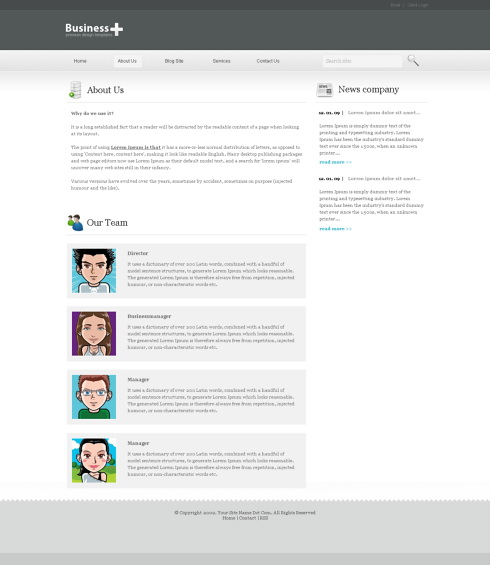 Client Login
Business+
premium design templates
Home
About Us
Blog Site
Services
Contact Us
Search site:
About Us
Why do we use it?
It is a long established fact that a reader will be distracted by the readable content of a page when looking
at its layout.
The point of using Lorem Ipsum is that it has a more-or-less normal distribution of letters, as opposed to
using 'Content here, content here', making it look like readable English. Many desktop publishing packages
and web page editors now use Lorem Ipsum as their default model text, and a search for 'lorem ipsum' will
uncover many web sites still in their infancy.
Various versions have evolved over the years, sometimes by accident, sometimes on purpose (injected
humour and the like).
Our Team
Director
It uses a dictionary of over 200 Latin words, combined with a handful of
model sentence structures, to generate Lorem Ipsum which looks reasonable.
The generated Lorem Ipsum is therefore always free from repetition, injected
humour, or non-characteristic words etc.
Businessmanager
It uses a dictionary of over 200 Latin words, combined with a handful of
model sentence structures, to generate Lorem Ipsum which looks reasonable.
The generated Lorem Ipsum is therefore always free from repetition, injected
humour, or non-characteristic words etc.
Manager
It uses a dictionary of over 200 Latin words, combined with a handful of
model sentence structures, to generate Lorem Ipsum which looks reasonable.
The generated Lorem Ipsum is therefore always free from repetition, injected
humour, or non-characteristic words etc.
Manager
It uses a dictionary of over 200 Latin words, combined with a handful of
model sentence structures, to generate Lorem Ipsum which looks reasonable.
The generated Lorem Ipsum is therefore always free from repetition, injected
humour, or non-characteristic words etc.
News company
12. 01. 09 | Lorem ipsum dolor sit amet...
Lorem Ipsum is simply dummy text of the
printing and typesetting industry. Lorem
Ipsum has been the industry's standard dummy
text ever since the 1500s, when an unknown
printer...
read more >>
12. 01. 09 | Lorem ipsum dolor sit amet...
Lorem Ipsum is simply dummy text of the
printing and typesetting industry. Lorem
Ipsum has been the industry's standard dummy
text ever since the 1500s, when an unknown
printer...
read more >>
© Copyright 2009. Your Site Name Dot Com. All Rights Reserved
Home | Contact | RSS